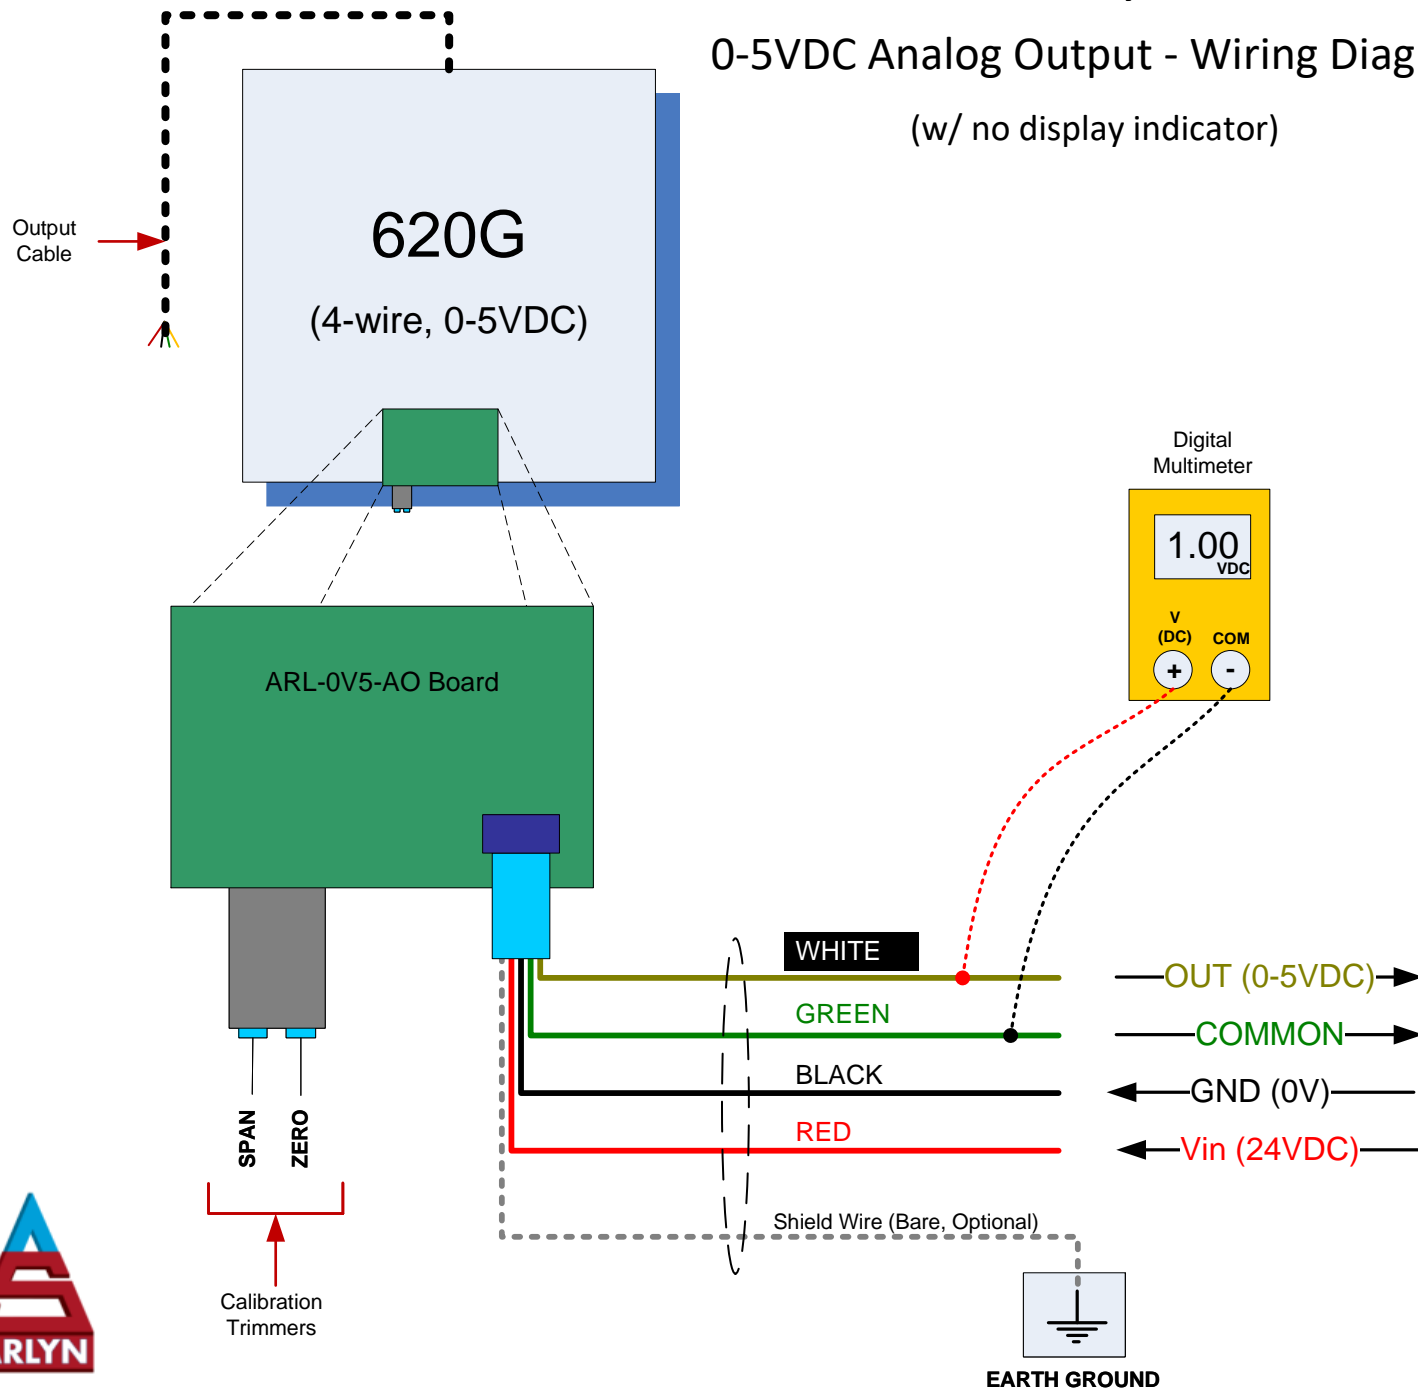 0-5VDC Analog Output - Wiring Diag
(w/ no display indicator)
Output
Cable
620G
(4-wire, 0-5VDC)
Digital
Multimeter
1.00
VDC
V
(DC)
COM
+
-
ARL-0V5-AO Board
WHITE
OUT (0-5VDC)
GREEN
COMMON
BLACK
GND (0V)
RED
Vin (24VDC)
SPAN
ZERO
Shield Wire (Bare, Optional)
Calibration
Trimmers
EARTH GROUND
ARLYN